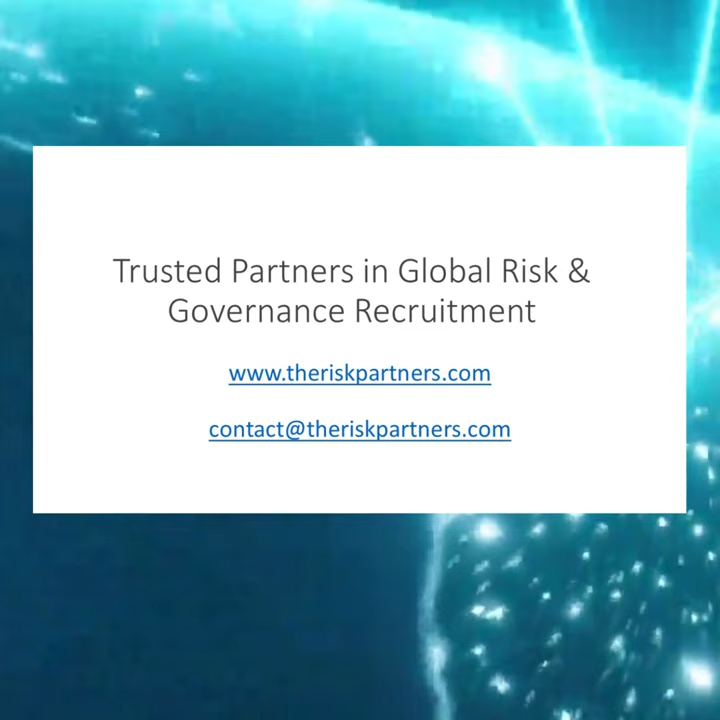 Trusted Partners in Global Risk &
Governance Recruitment
www.theriskpartners.com
contact@theriskpartners.com